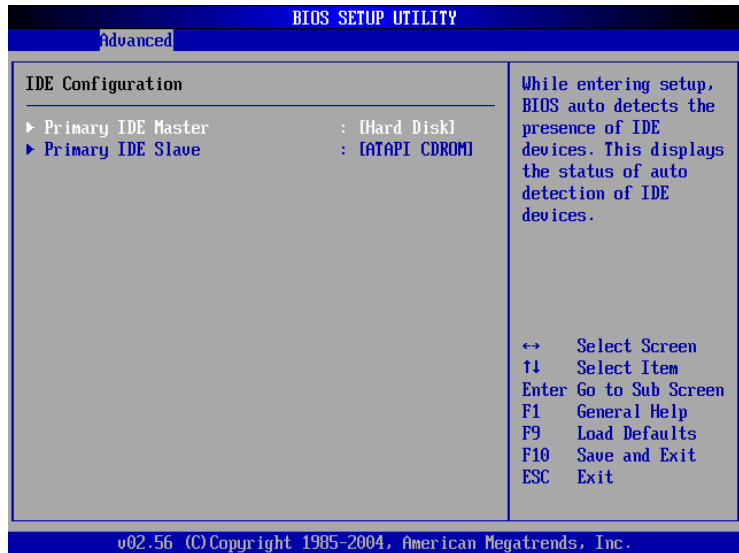 BIOS SETUP UTILITY
Advanced
IDE Configuration
▶ Primary IDE Master : [Hard Disk]
▶ Primary IDE Slave : [ATAPI CDROM]
While entering setup,
BIOS auto detects the
presence of IDE
devices. This displays
the status of auto
detection of IDE
devices.
↔ Select Screen
↑↓ Select Item
Enter Go to Sub Screen
F1 General Help
F9 Load Defaults
F10 Save and Exit
ESC Exit
v02.56 (C)Copyright 1985-2004, American Megatrends, Inc.